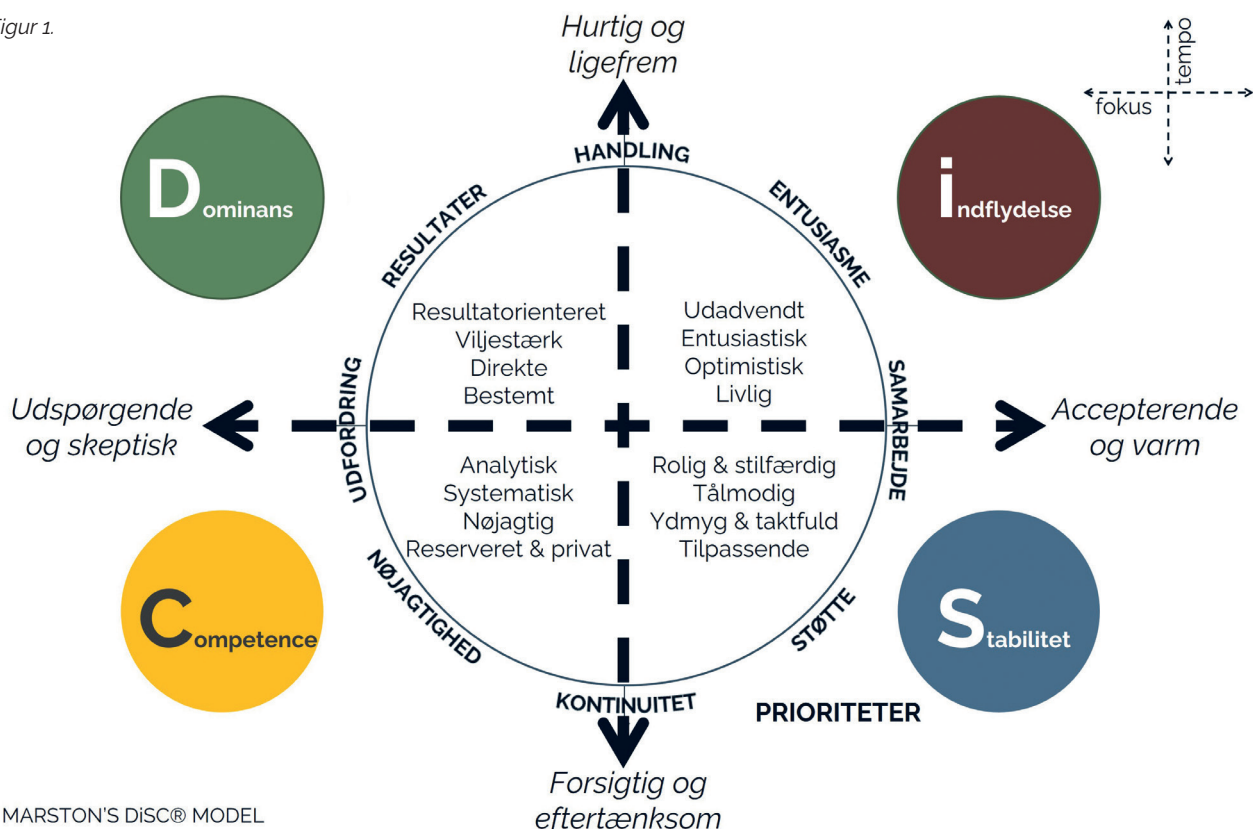 Figur 1.
Hurtig og
ligefrem
tempo
fokus
Dominans
indflydelse
HANDLING
RESULTATER
ENTUSIASME
Resultatorienteret
Viljestærk
Direkte
Bestemt
Udadvendt
Entusiastisk
Optimistisk
Livlig
UDFORDRING
SAMARBEJDE
Udspørgende
og skeptisk
Accepterende
og varm
Analytisk
Systematisk
Nøjagtig
Reserveret & privat
Rolig & stilfærdig
Tålmodig
Ydmyg & taktfuld
Tilpassende
Competence
Stabilitet
NØJAGTIGHED
STØTTE
KONTINUITET
PRIORITETER
Forsigtig og
eftertænksom
MARSTON'S DiSC® MODEL